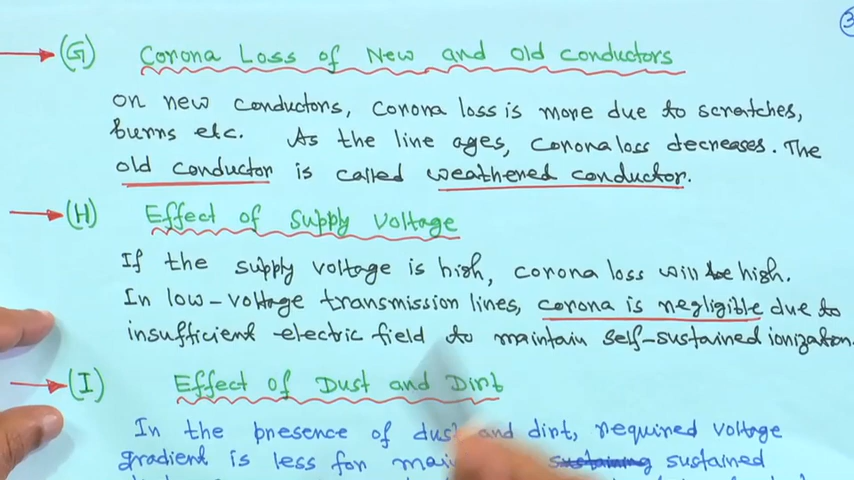 3
(G) Corona Loss of New and Old Conductors
on new conductors, corona loss is more due to scratches,
burns etc. As the line ages, corona loss decreases. The
old conductor is called weathered conductor.
(H) Effect of supply voltage
If the supply voltage is high, corona loss will be high.
In low-voltage transmission lines, corona is negligible due to
insufficient electric field to maintain self-sustained ionization.
(I) Effect of Dust and Dirt
In the presence of dust and dirt, required voltage
gradient is less for sustained